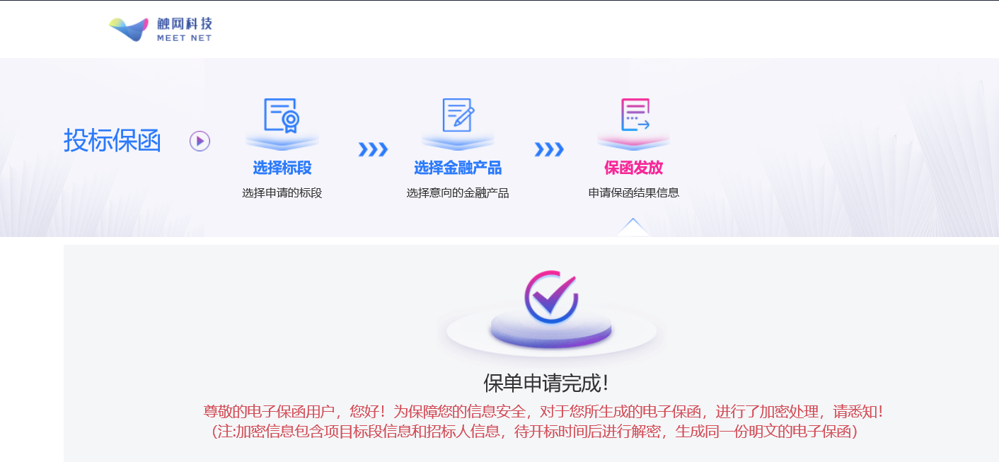 触网科技
MEET NET
投标保函
选择标段
选择金融产品
保函发放
选择申请的标段
选择意向的金融产品
申请保函结果信息
保单申请完成！
尊敬的电子保函用户，您好！为保障您的信息安全，对于您所生成的电子保函，进行了加密处理，请悉知！
（注:加密信息包含项目标段信息和招标人信息，待开标时间后进行解密，生成同一份明文的电子保函）